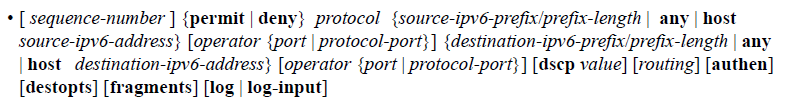 • [ sequence-number ] {permit | deny} protocol {source-ipv6-prefix/prefix-length | any | host
source-ipv6-address} [operator {port | protocol-port}] {destination-ipv6-prefix/prefix-length | any
| host destination-ipv6-address} [operator {port | protocol-port}] [dscp value] [routing] [authen]
[destopts] [fragments] [log | log-input]